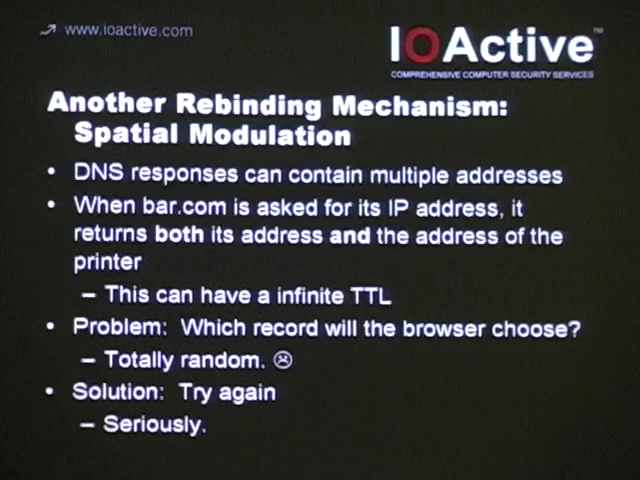 www.ioactive.com
IOActive™
COMPREHENSIVE COMPUTER SECURITY SERVICES
Another Rebinding Mechanism:
Spatial Modulation
• DNS responses can contain multiple addresses
• When bar.com is asked for its IP address, it
returns both its address and the address of the
printer
– This can have a infinite TTL
• Problem: Which record will the browser choose?
– Totally random. ☹
• Solution: Try again
– Seriously.